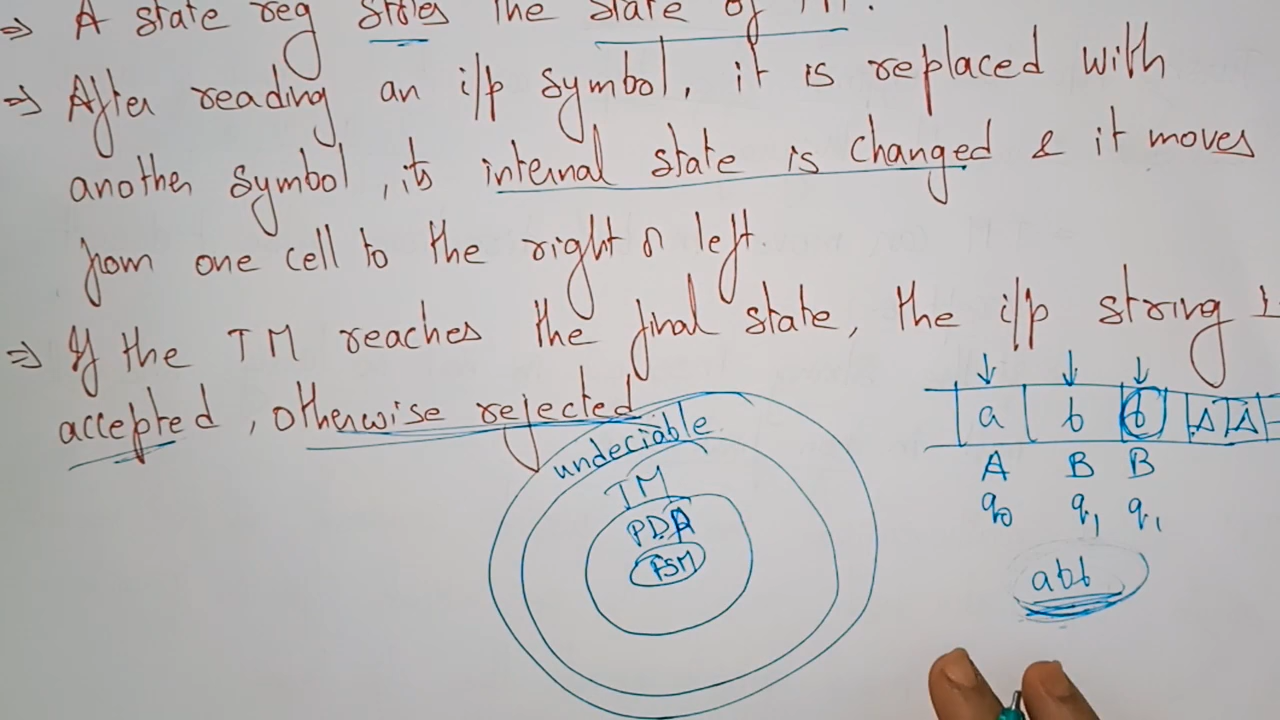 ⇒ A state reg stores the state of TM.
⇒ After reading an i/p symbol, it is replaced with
another symbol, its internal state is changed & it moves
from one cell to the right or left.
⇒ If the TM reaches the final state, the i/p string
accepted, otherwise rejected
undeciable
TM
PDA
FSM
a b b Δ Δ
A B B
q0 q1 q1
abb